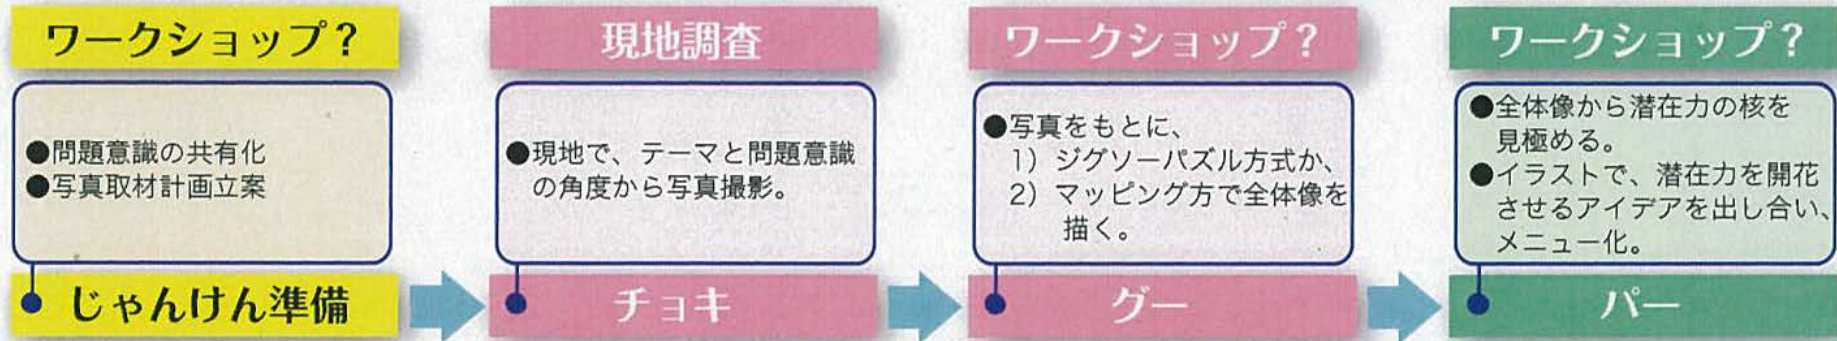 ワークショップ?
●問題意識の共有化
●写真取材計画立案
じゃんけん準備
現地調査
●現地で、テーマと問題意識
の角度から写真撮影。
チョキ
ワークショップ?
●写真をもとに、
1) ジグソーパズル方式か、
2) マッピング方で全体像を
描く。
グー
ワークショップ?
●全体像から潜在力の核を
見極める。
●イラストで、潜在力を開花
させるアイデアを出し合い、
メニュー化。
パー